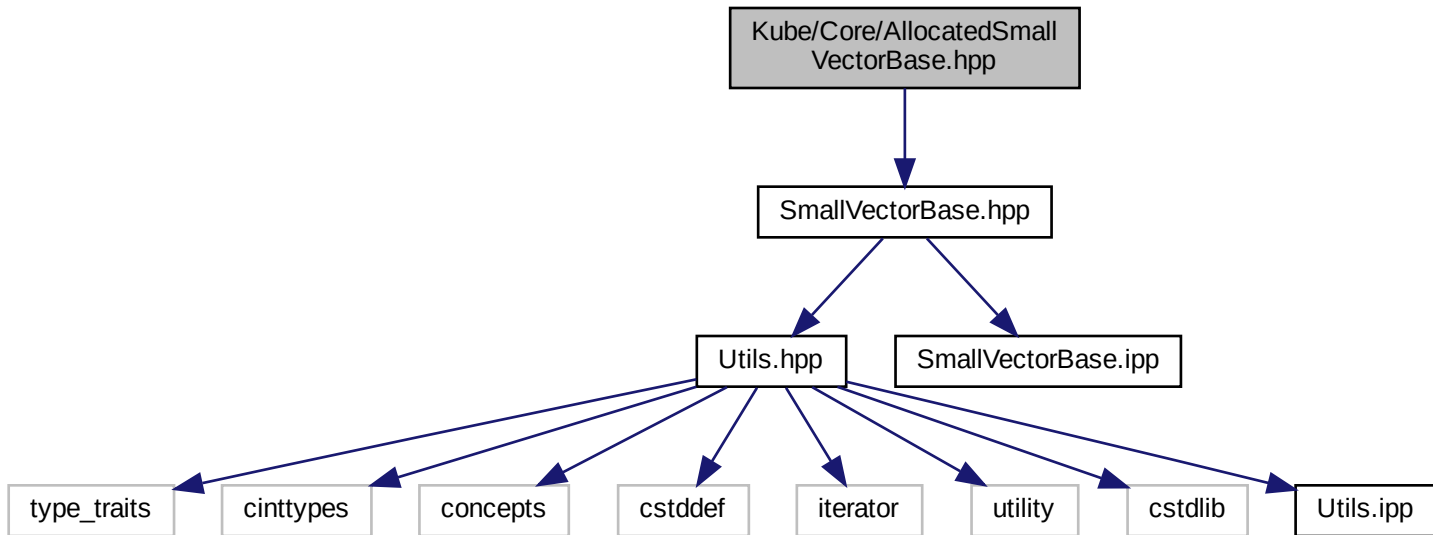 Kube/Core/AllocatedSmall
VectorBase.hpp
SmallVectorBase.hpp
Utils.hpp
SmallVectorBase.ipp
type_traits
cinttypes
concepts
cstddef
iterator
utility
cstdlib
Utils.ipp